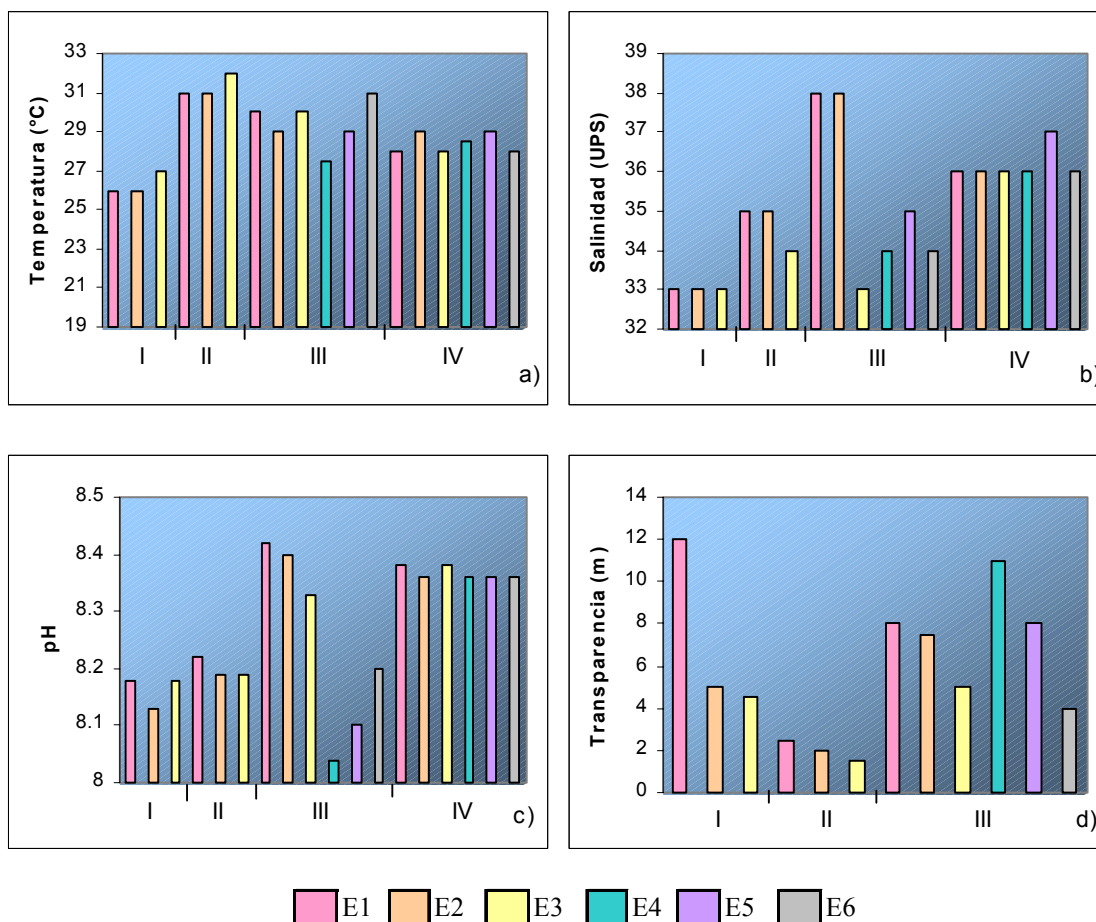 33
31
29
27
25
23
21
19
Temperatura (°C)
I II III IV
a)
39
38
37
36
35
34
33
32
Salinidad (UPS)
I II III IV
b)
8.5
8.4
8.3
8.2
8.1
8
pH
I II III IV
c)
14
12
10
8
6
4
2
0
Transparencia (m)
I II III
d)
E1 E2 E3 E4 E5 E6